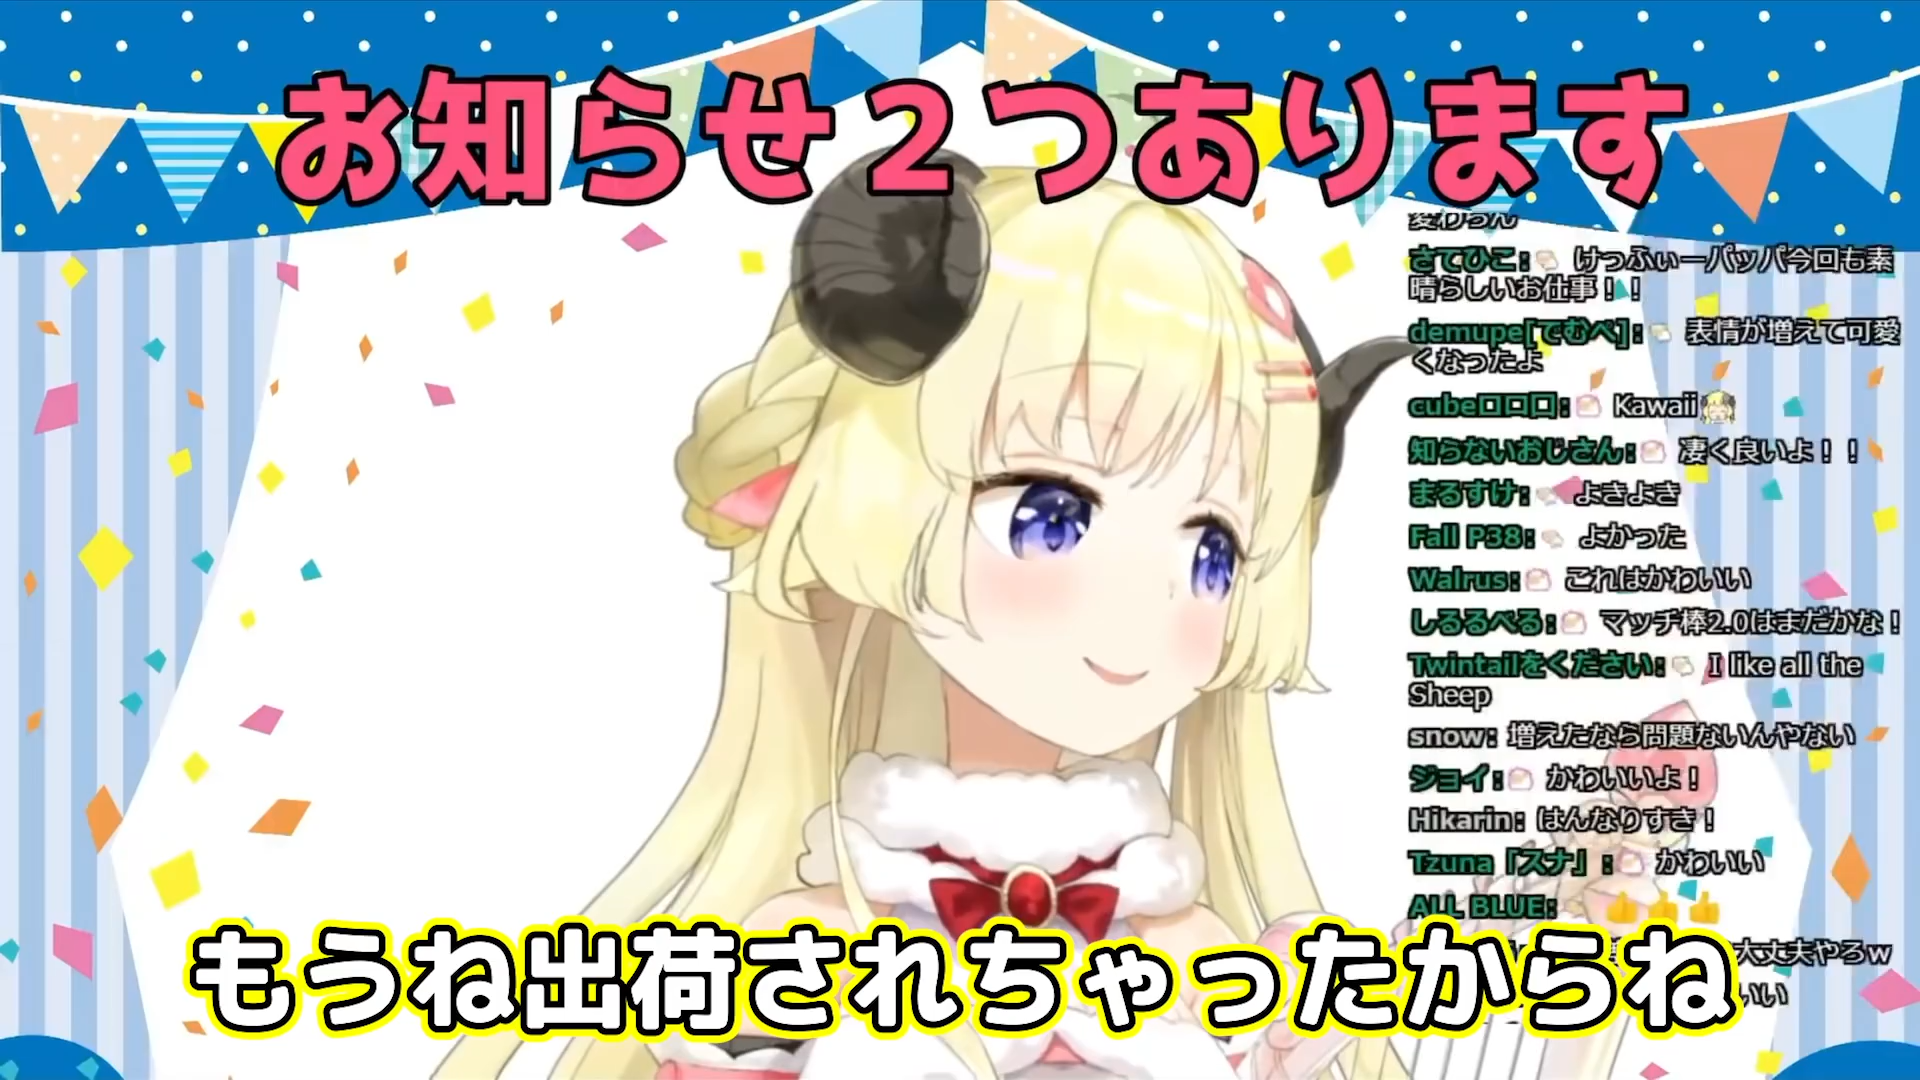 お知らせ２つあります
変わらん
さてひこ: けっふぃーパッパ今回も素
晴らしいお仕事！！
demupe[でむぺ]: 表情が増えて可愛
くなったよ
cubeロロロ: Kawaii
知らないおじさん: 凄く良いよ！！
まるすけ: よきよき
Fall P38: よかった
Walrus: これはかわいい
しるるべる: マッチ棒2.0はまだかな！
Twintailをください: I like all the
Sheep
snow: 増えたなら問題ないんやない
ジョイ: かわいいよ！
Hikarin: はんなりすき！
Tzuna「スナ」: かわいい
ALL BLUE: 👍👍👍
大丈夫やろw
いい
もうね出荷されちゃったからね